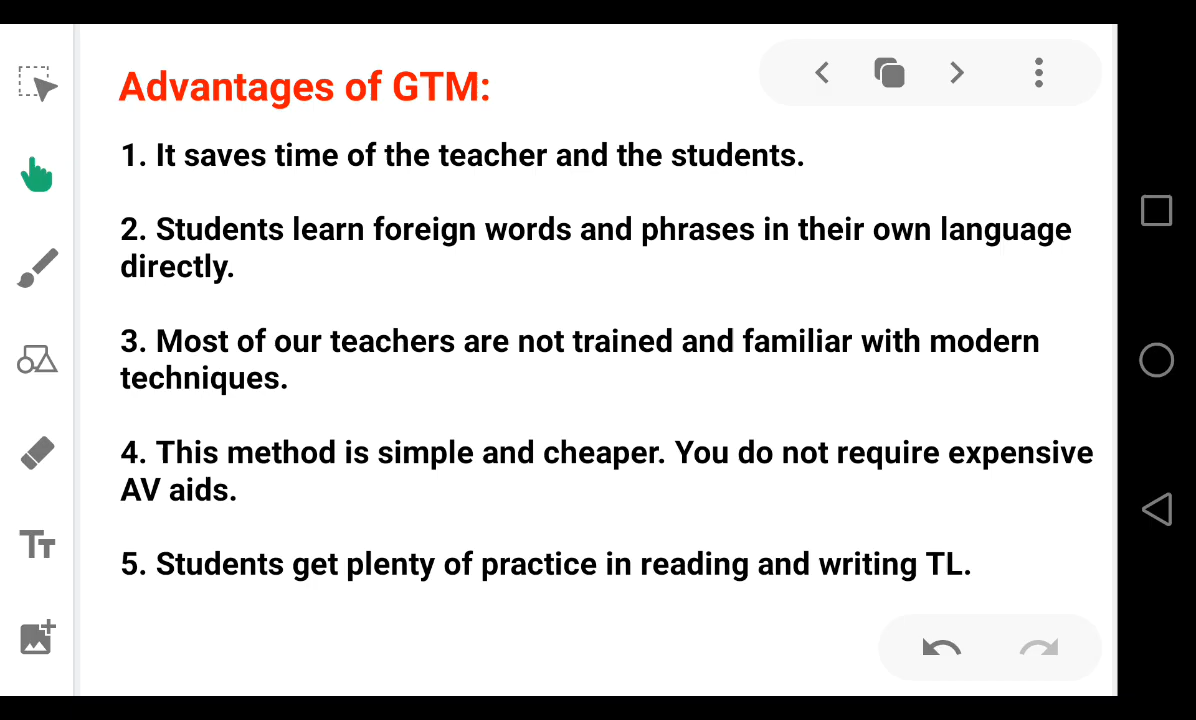 Advantages of GTM:
1. It saves time of the teacher and the students.
2. Students learn foreign words and phrases in their own language
directly.
3. Most of our teachers are not trained and familiar with modern
techniques.
4. This method is simple and cheaper. You do not require expensive
AV aids.
5. Students get plenty of practice in reading and writing TL.
TT